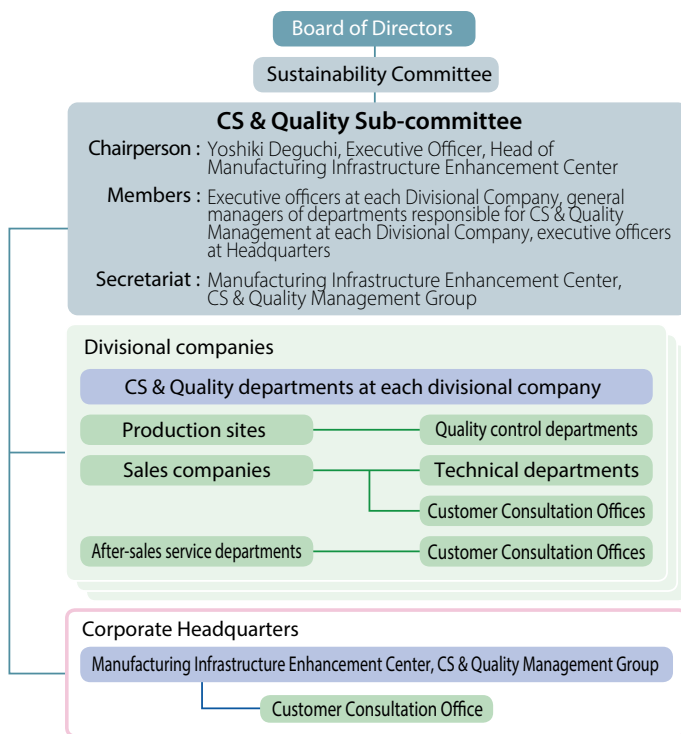 Board of Directors
Sustainability Committee
CS & Quality Sub-committee
Chairperson : Yoshiki Deguchi, Executive Officer, Head of
Manufacturing Infrastructure Enhancement Center
Members : Executive officers at each Divisional Company, general
managers of departments responsible for CS & Quality
Management at each Divisional Company, executive officers
at Headquarters
Secretariat : Manufacturing Infrastructure Enhancement Center,
CS & Quality Management Group
Divisional companies
CS & Quality departments at each divisional company
Production sites
Quality control departments
Sales companies
Technical departments
Customer Consultation Offices
After-sales service departments
Customer Consultation Offices
Corporate Headquarters
Manufacturing Infrastructure Enhancement Center, CS & Quality Management Group
Customer Consultation Office